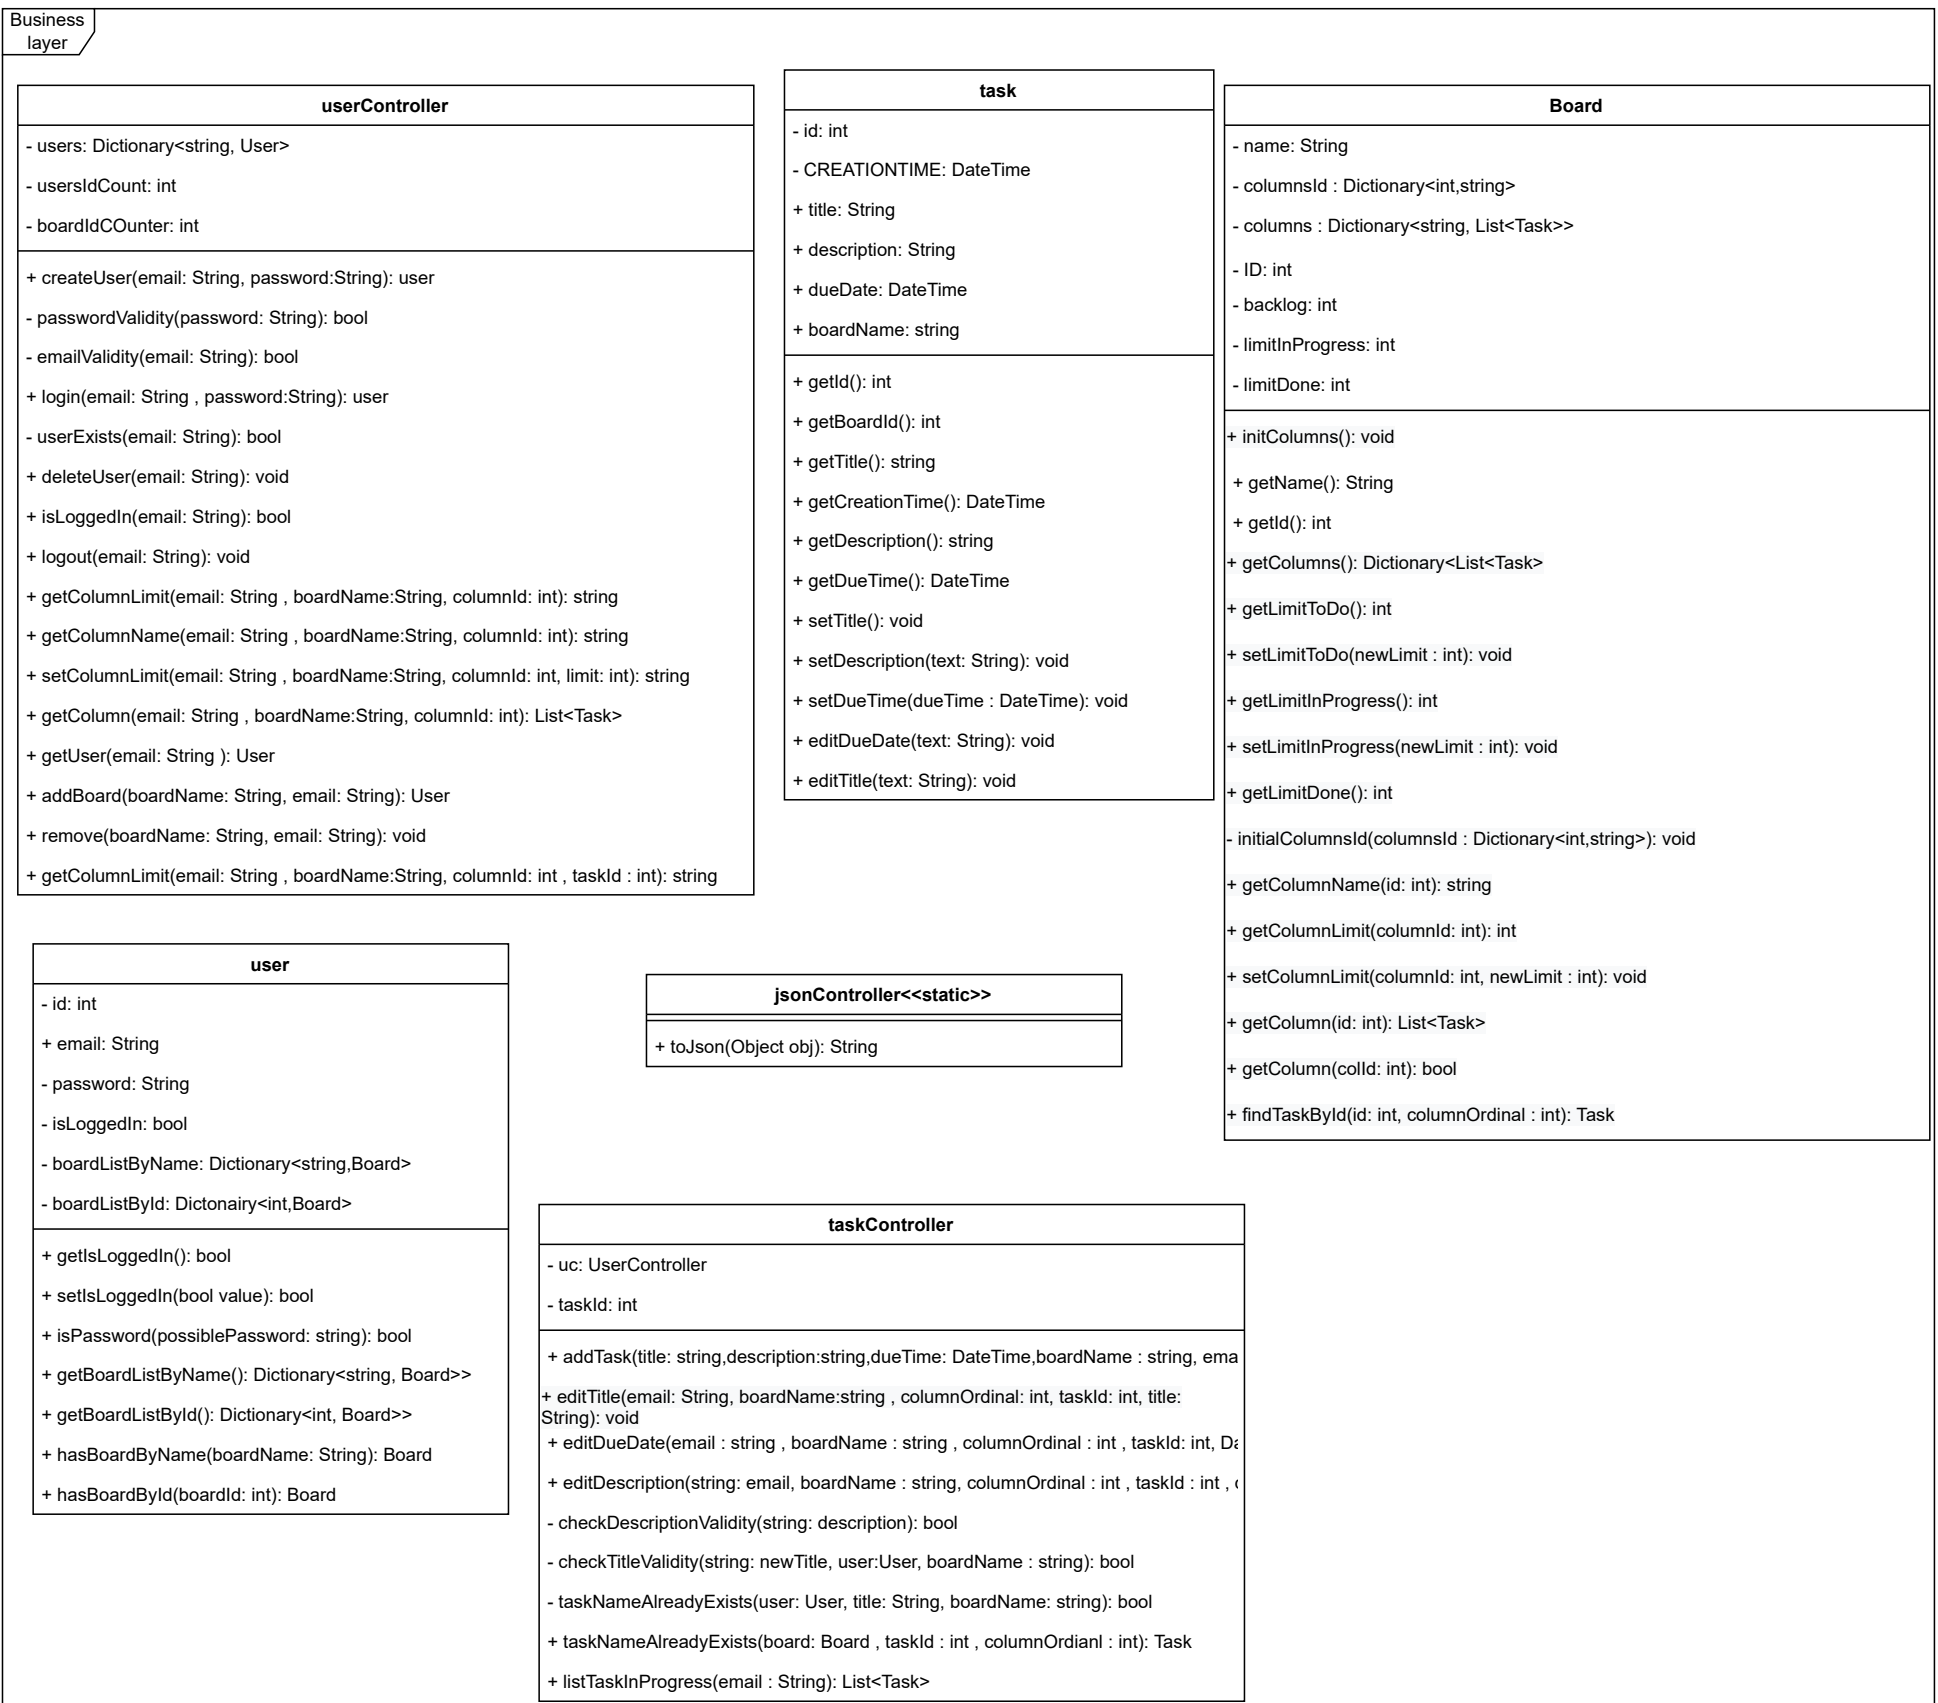 Business
layer
userController
- users: Dictionary<string, User>
- usersIdCount: int
- boardIdCOunter: int
+ createUser(email: String, password:String): user
- passwordValidity(password: String): bool
- emailValidity(email: String): bool
+ login(email: String , password:String): user
- userExists(email: String): bool
+ deleteUser(email: String): void
+ isLoggedIn(email: String): bool
+ logout(email: String): void
+ getColumnLimit(email: String , boardName:String, columnId: int): string
+ getColumnName(email: String , boardName:String, columnId: int): string
+ setColumnLimit(email: String , boardName:String, columnId: int, limit: int): string
+ getColumn(email: String , boardName:String, columnId: int): List<Task>
+ getUser(email: String ): User
+ addBoard(boardName: String, email: String): User
+ remove(boardName: String, email: String): void
+ getColumnLimit(email: String , boardName:String, columnId: int , taskId : int): string
task
- id: int
- CREATIONTIME: DateTime
+ title: String
+ description: String
+ dueDate: DateTime
+ boardName: string
+ getId(): int
+ getBoardId(): int
+ getTitle(): string
+ getCreationTime(): DateTime
+ getDescription(): string
+ getDueTime(): DateTime
+ setTitle(): void
+ setDescription(text: String): void
+ setDueTime(dueTime : DateTime): void
+ editDueDate(text: String): void
+ editTitle(text: String): void
Board
- name: String
- columnsId : Dictionary<int,string>
- columns : Dictionary<string, List<Task>>
- ID: int
- backlog: int
- limitInProgress: int
- limitDone: int
+ initColumns(): void
+ getName(): String
+ getId(): int
+ getColumns(): Dictionary<List<Task>
+ getLimitToDo(): int
+ setLimitToDo(newLimit : int): void
+ getLimitInProgress(): int
+ setLimitInProgress(newLimit : int): void
+ getLimitDone(): int
- initialColumnsId(columnsId : Dictionary<int,string>): void
+ getColumnName(id: int): string
+ getColumnLimit(columnId: int): int
+ setColumnLimit(columnId: int, newLimit : int): void
+ getColumn(id: int): List<Task>
+ getColumn(colId: int): bool
+ findTaskById(id: int, columnOrdinal : int): Task
user
- id: int
+ email: String
- password: String
- isLoggedIn: bool
- boardListByName: Dictionary<string,Board>
- boardListById: Dictonairy<int,Board>
+ getIsLoggedIn(): bool
+ setIsLoggedIn(bool value): bool
+ isPassword(possiblePassword: string): bool
+ getBoardListByName(): Dictionary<string, Board>>
+ getBoardListById(): Dictionary<int, Board>>
+ hasBoardByName(boardName: String): Board
+ hasBoardById(boardId: int): Board
jsonController<<static>>
+ toJson(Object obj): String
taskController
- uc: UserController
- taskId: int
+ addTask(title: string,description:string,dueTime: DateTime,boardName : string, ema
+ editTitle(email: String, boardName:string , columnOrdinal: int, taskId: int, title:
String): void
+ editDueDate(email : string , boardName : string , columnOrdinal : int , taskId: int, Da
+ editDescription(string: email, boardName : string, columnOrdinal : int , taskId : int ,
- checkDescriptionValidity(string: description): bool
- checkTitleValidity(string: newTitle, user:User, boardName : string): bool
- taskNameAlreadyExists(user: User, title: String, boardName: string): bool
+ taskNameAlreadyExists(board: Board , taskId : int , columnOrdianl : int): Task
+ listTaskInProgress(email : String): List<Task>